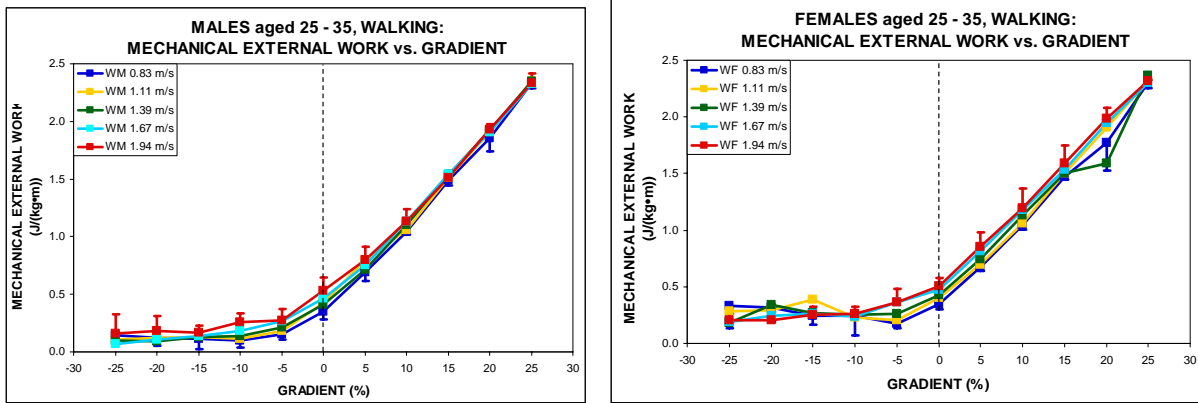 MALES aged 25 - 35, WALKING:
MECHANICAL EXTERNAL WORK vs. GRADIENT
MECHANICAL EXTERNAL WORK
(J/(kg•m))
2.5
2.0
1.5
1.0
0.5
0.0
WM 0.83 m/s
WM 1.11 m/s
WM 1.39 m/s
WM 1.67 m/s
WM 1.94 m/s
-30 -25 -20 -15 -10 -5 0 5 10 15 20 25 30
GRADIENT (%)
FEMALES aged 25 - 35, WALKING:
MECHANICAL EXTERNAL WORK vs. GRADIENT
MECHANICAL EXTERNAL WORK
(J/(kg•m))
2.5
2.0
1.5
1.0
0.5
0.0
WF 0.83 m/s
WF 1.11 m/s
WF 1.39 m/s
WF 1.67 m/s
WF 1.94 m/s
-30 -25 -20 -15 -10 -5 0 5 10 15 20 25 30
GRADIENT (%)